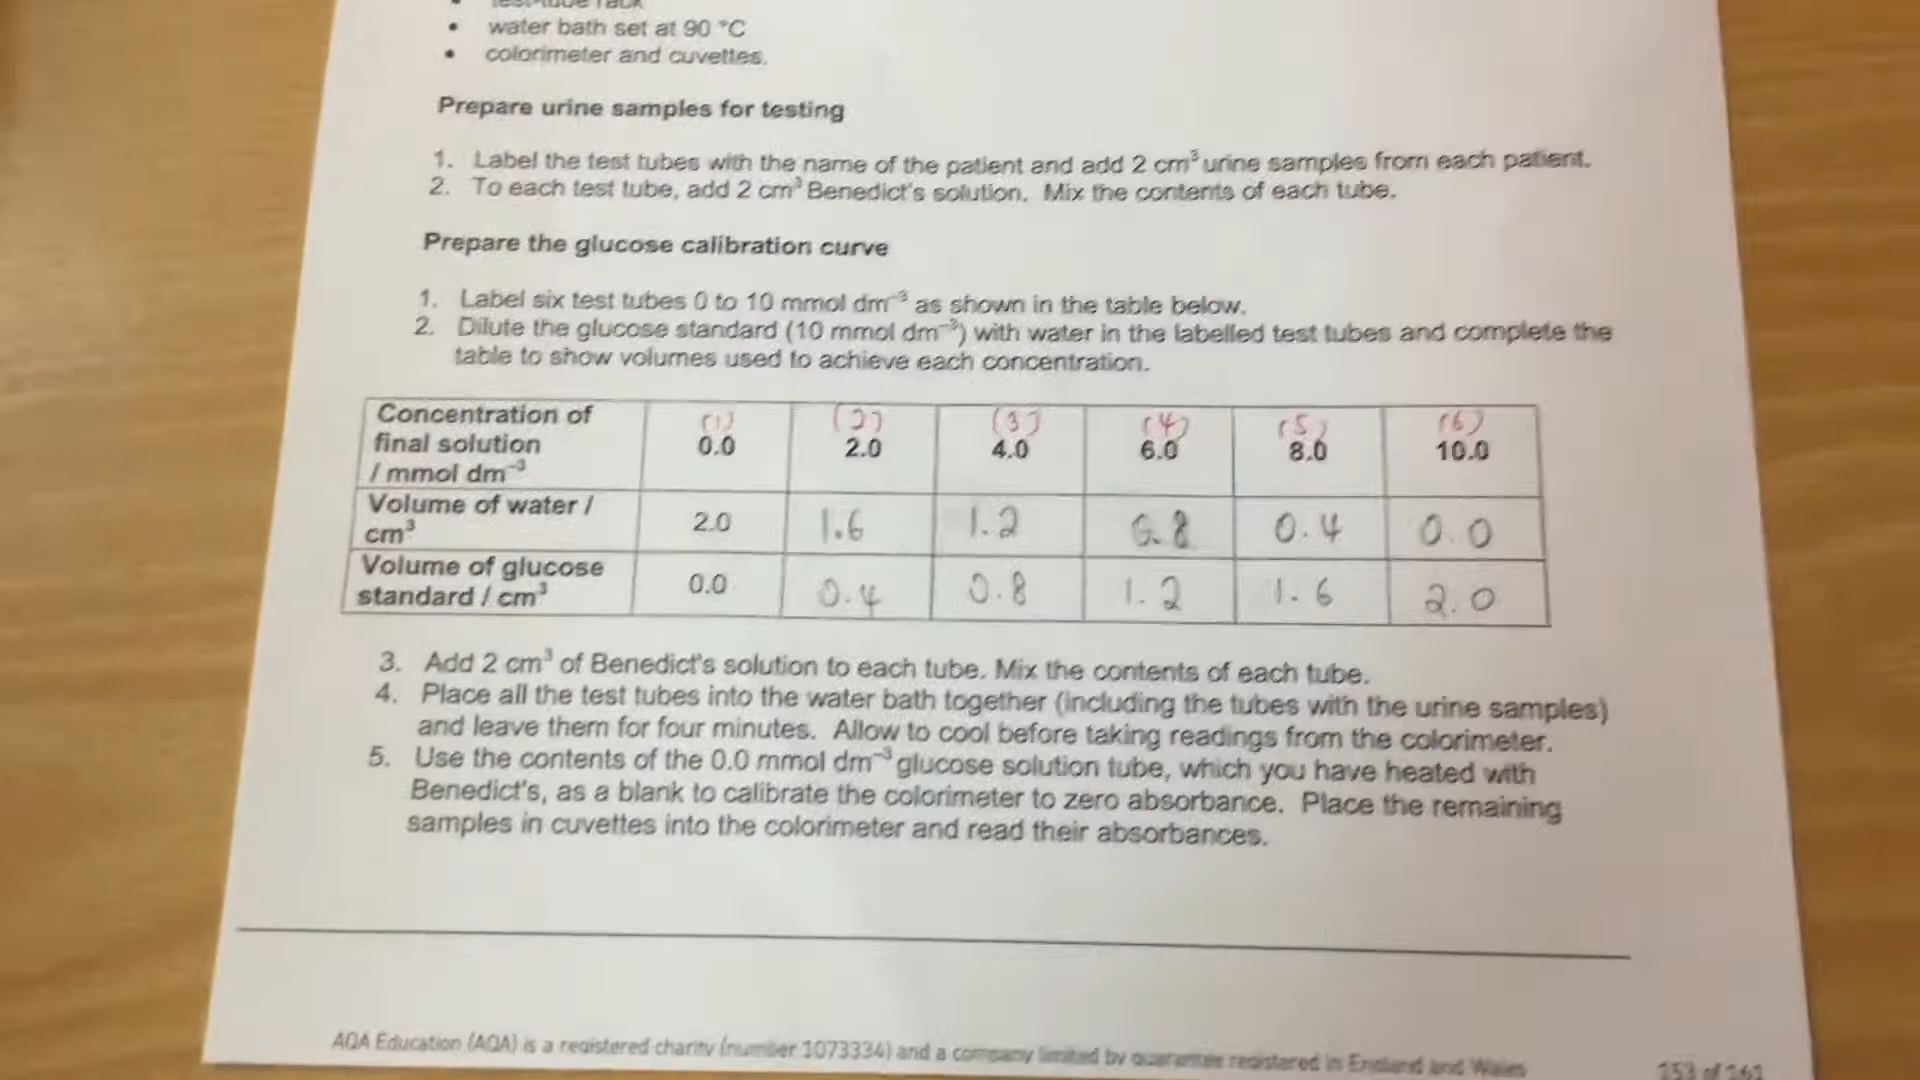 • water bath set at 90 °C
• colorimeter and cuvettes.
Prepare urine samples for testing
1. Label the test tubes with the name of the patient and add 2 cm³ urine samples from each patient.
2. To each test tube, add 2 cm³ Benedict's solution. Mix the contents of each tube.
Prepare the glucose calibration curve
1. Label six test tubes 0 to 10 mmol dm⁻³ as shown in the table below.
2. Dilute the glucose standard (10 mmol dm⁻³) with water in the labelled test tubes and complete the
table to show volumes used to achieve each concentration.
(1) (2) (3) (4) (5) (6)
Concentration of
final solution 0.0 2.0 4.0 6.0 8.0 10.0
/ mmol dm⁻³
Volume of water /
cm³ 2.0 1.6 1.2 0.8 0.4 0.0
Volume of glucose
standard / cm³ 0.0 0.4 0.8 1.2 1.6 2.0
3. Add 2 cm³ of Benedict's solution to each tube. Mix the contents of each tube.
4. Place all the test tubes into the water bath together (including the tubes with the urine samples)
and leave them for four minutes. Allow to cool before taking readings from the colorimeter.
5. Use the contents of the 0.0 mmol dm⁻³ glucose solution tube, which you have heated with
Benedict's, as a blank to calibrate the colorimeter to zero absorbance. Place the remaining
samples in cuvettes into the colorimeter and read their absorbances.
AQA Education (AQA) is a registered charity (number 1073334) and a company limited by guarantee registered in England and Wales
153 of